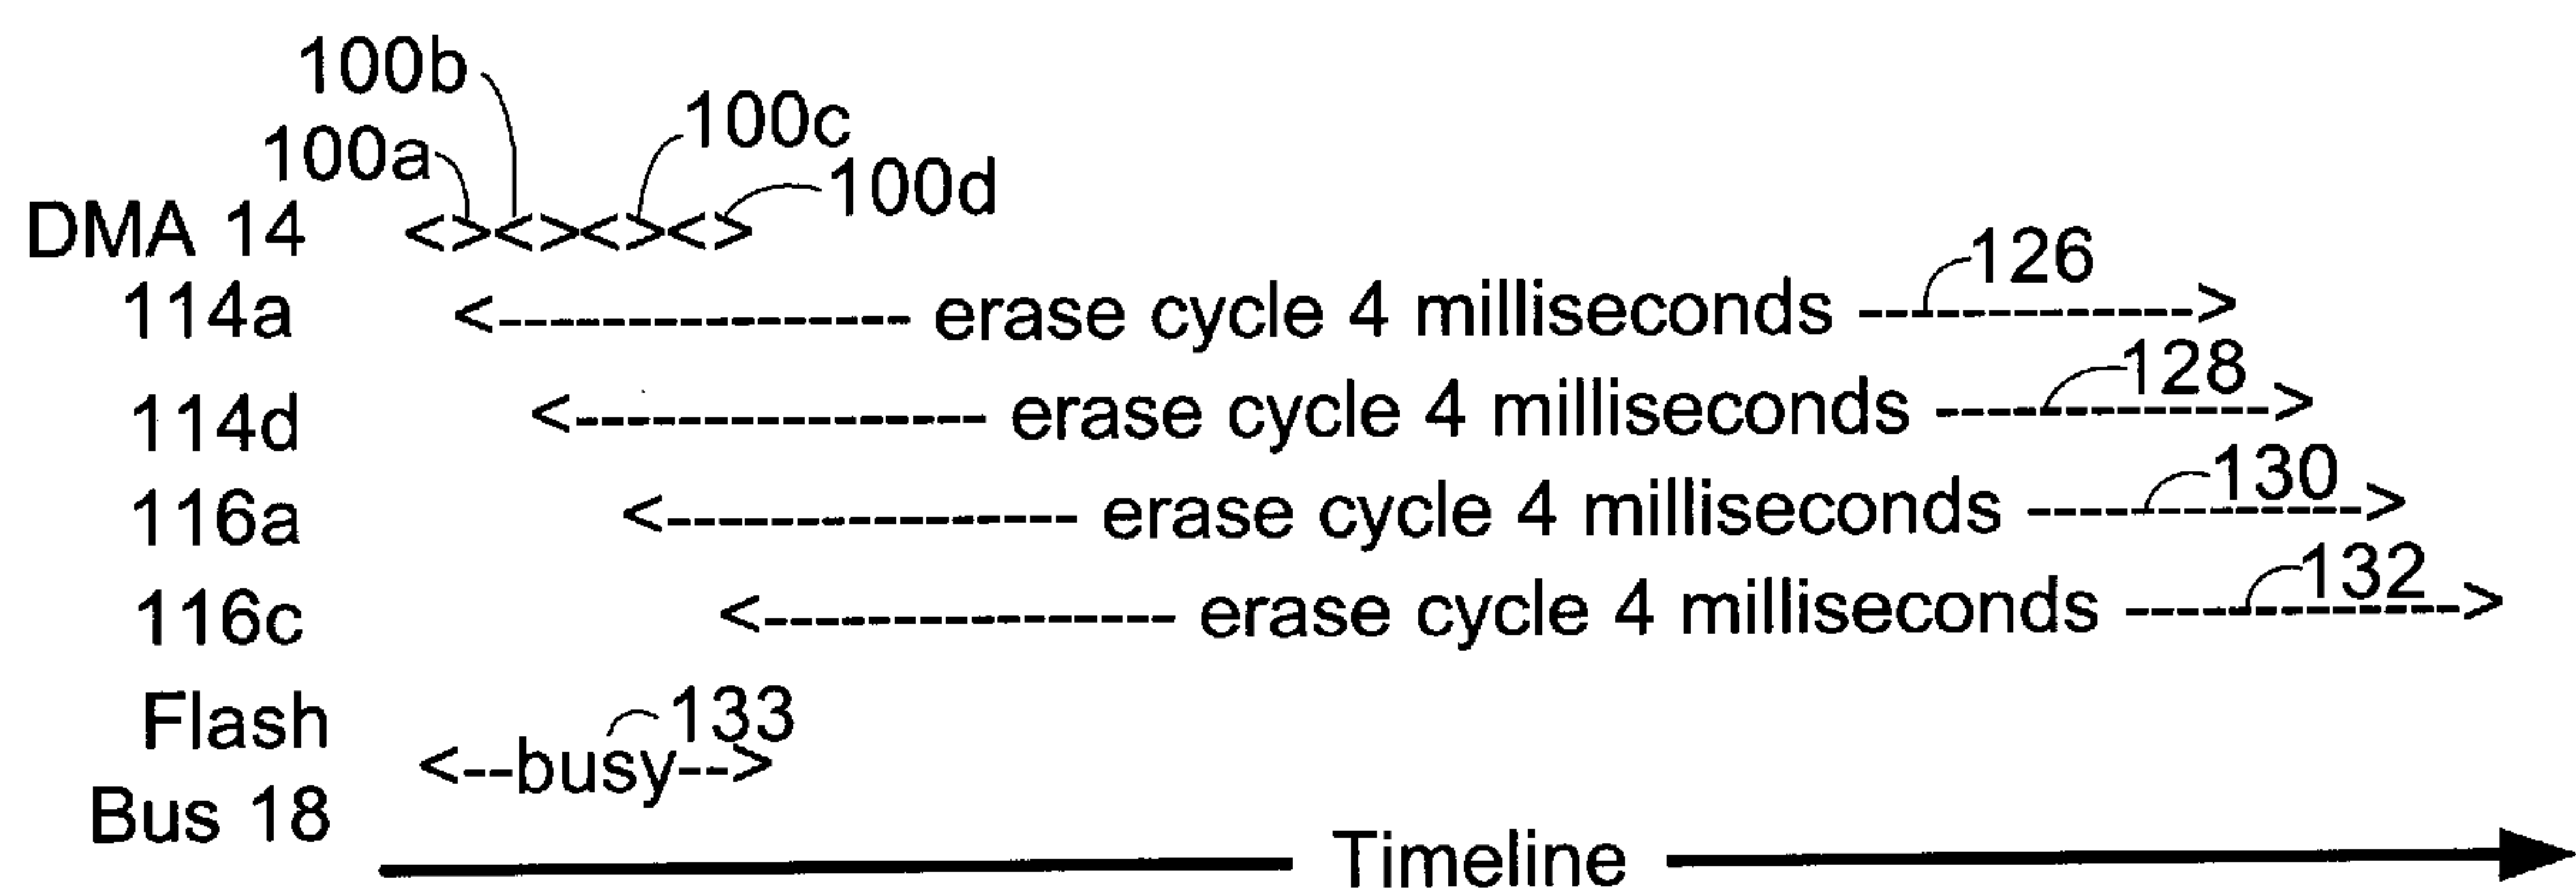 100b
100c
100a
100d
DMA 14 <><><><>
126
114a <---------------- erase cycle 4 milliseconds ------------->
128
114d <---------------- erase cycle 4 milliseconds ------------->
130
116a <---------------- erase cycle 4 milliseconds ------------->
132
116c <---------------- erase cycle 4 milliseconds ------------->
133
Flash
<--busy-->
Bus 18
Timeline